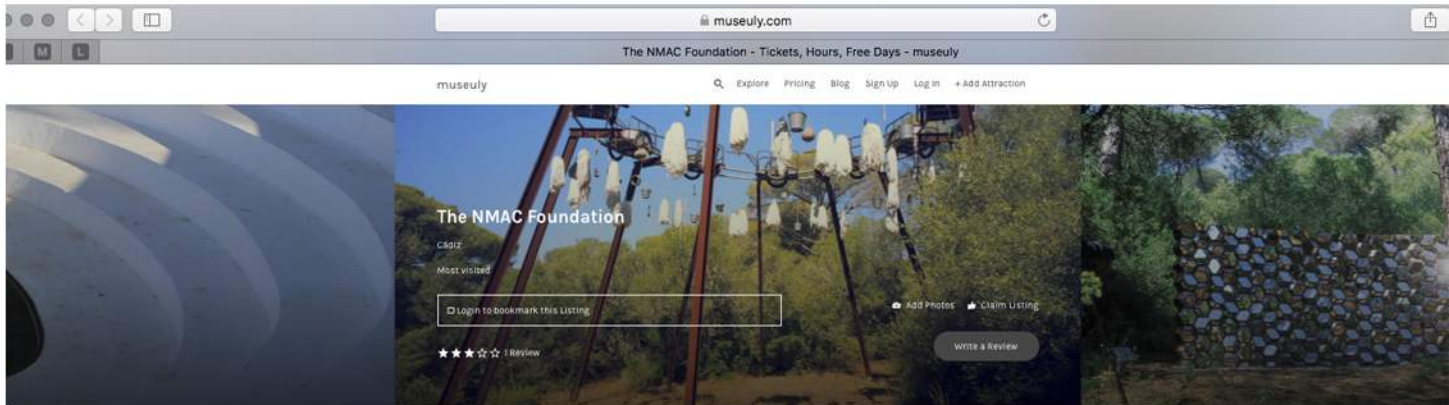 museuly.com
M L
The NMAC Foundation - Tickets, Hours, Free Days - museuly
museuly
Explore Pricing Blog Sign Up Log In + Add Attraction
The NMAC Foundation
Cádiz
Most visited
Login to bookmark this Listing
Add Photos Claim Listing
1 Review
Write a Review